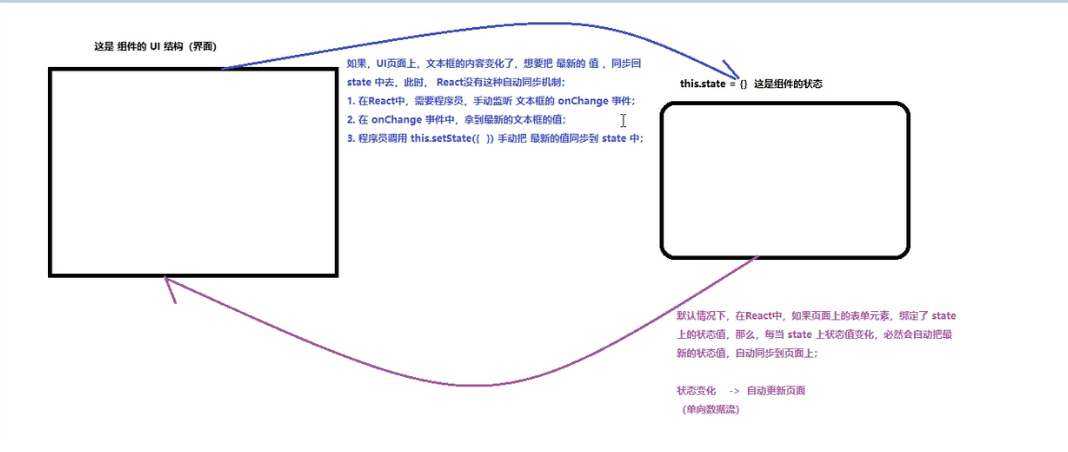 这是 组件的 UI 结构（界面）
如果，UI页面上，文本框的内容变化了，想要把 最新的 值 ，同步回
state 中去，此时， React没有这种自动同步机制；
1. 在React中，需要程序员，手动监听 文本框的 onChange 事件；
2. 在 onChange 事件中，拿到最新的文本框的值；
3. 程序员调用 this.setState({  }) 手动把 最新的值同步到 state 中；
this.state = {}  这是组件的状态
默认情况下，在React中，如果页面上的表单元素，绑定了 state
上的状态值，那么，每当 state 上状态值变化，必然会自动把最
新的状态值，自动同步到页面上；
状态变化  -> 自动更新页面
（单向数据流）